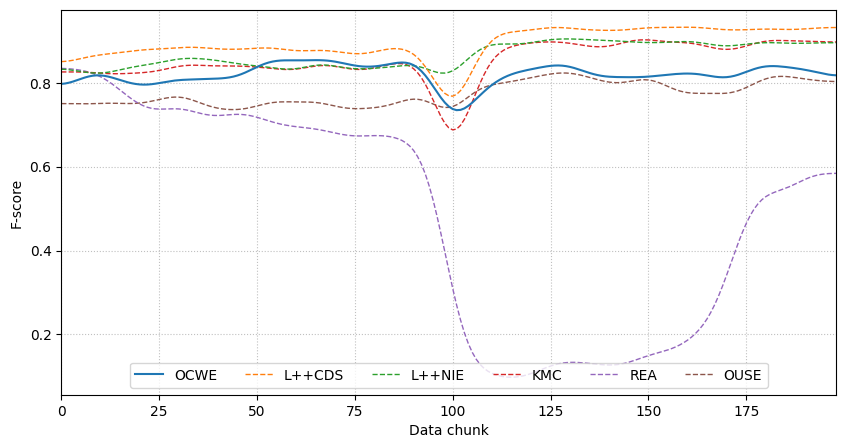 F-score
0.8
0.6
0.4
0.2
OCWE L++CDS L++NIE KMC REA OUSE
0 25 50 75 100 125 150 175
Data chunk